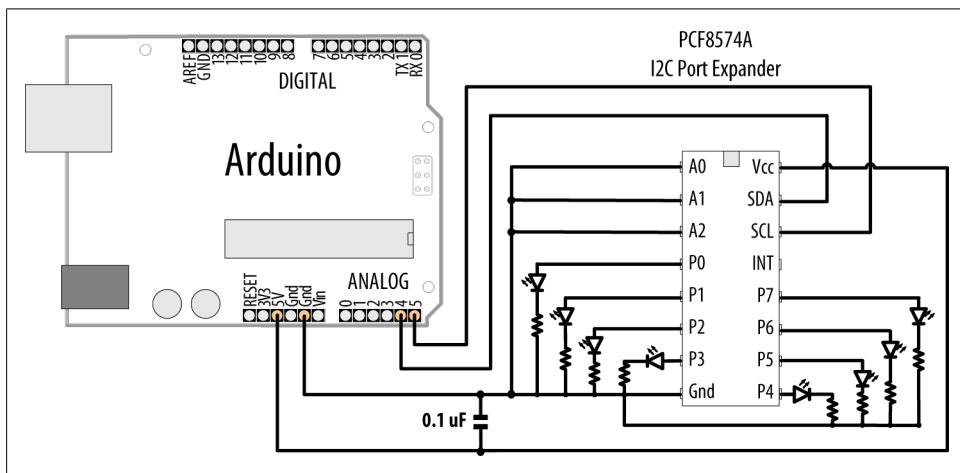 PCF8574A
I2C Port Expander
AREF
GND
13
12
11
10
9
8
7
6
5
4
3
2
TX 1
RX 0
DIGITAL
Arduino
A0
A1
A2
P0
P1
P2
P3
Gnd
Vcc
SDA
SCL
INT
P7
P6
P5
P4
ANALOG
RESET
3V3
5V
Gnd
Gnd
Vin
0
1
2
3
4
5
0.1 uF